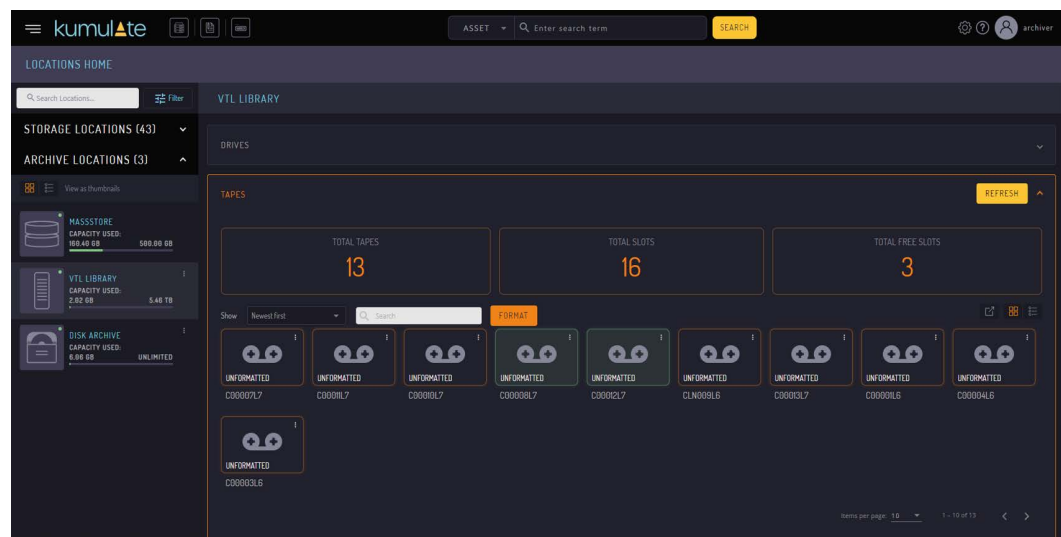 kumulate
ASSET
Enter search term
SEARCH
archiver
LOCATIONS HOME
Search Locations...
Filter
VTL LIBRARY
STORAGE LOCATIONS (43)
ARCHIVE LOCATIONS (3)
View as thumbnails
MASSSTORE
CAPACITY USED:
160.40 GB 500.00 GB
VTL LIBRARY
CAPACITY USED:
2.02 GB 5.46 TB
DISK ARCHIVE
CAPACITY USED:
6.06 GB UNLIMITED
DRIVES
TAPES
REFRESH
TOTAL TAPES
13
TOTAL SLOTS
16
TOTAL FREE SLOTS
3
Show Newest first Search FORMAT
UNFORMATTED UNFORMATTED UNFORMATTED UNFORMATTED UNFORMATTED UNFORMATTED UNFORMATTED UNFORMATTED UNFORMATTED
C00007L7 C00011L7 C00010L7 C00008L7 C00012L7 CLN009L6 C00013L7 C00001L6 C00004L6
UNFORMATTED
C00003L6
Items per page: 10 1 – 10 of 13